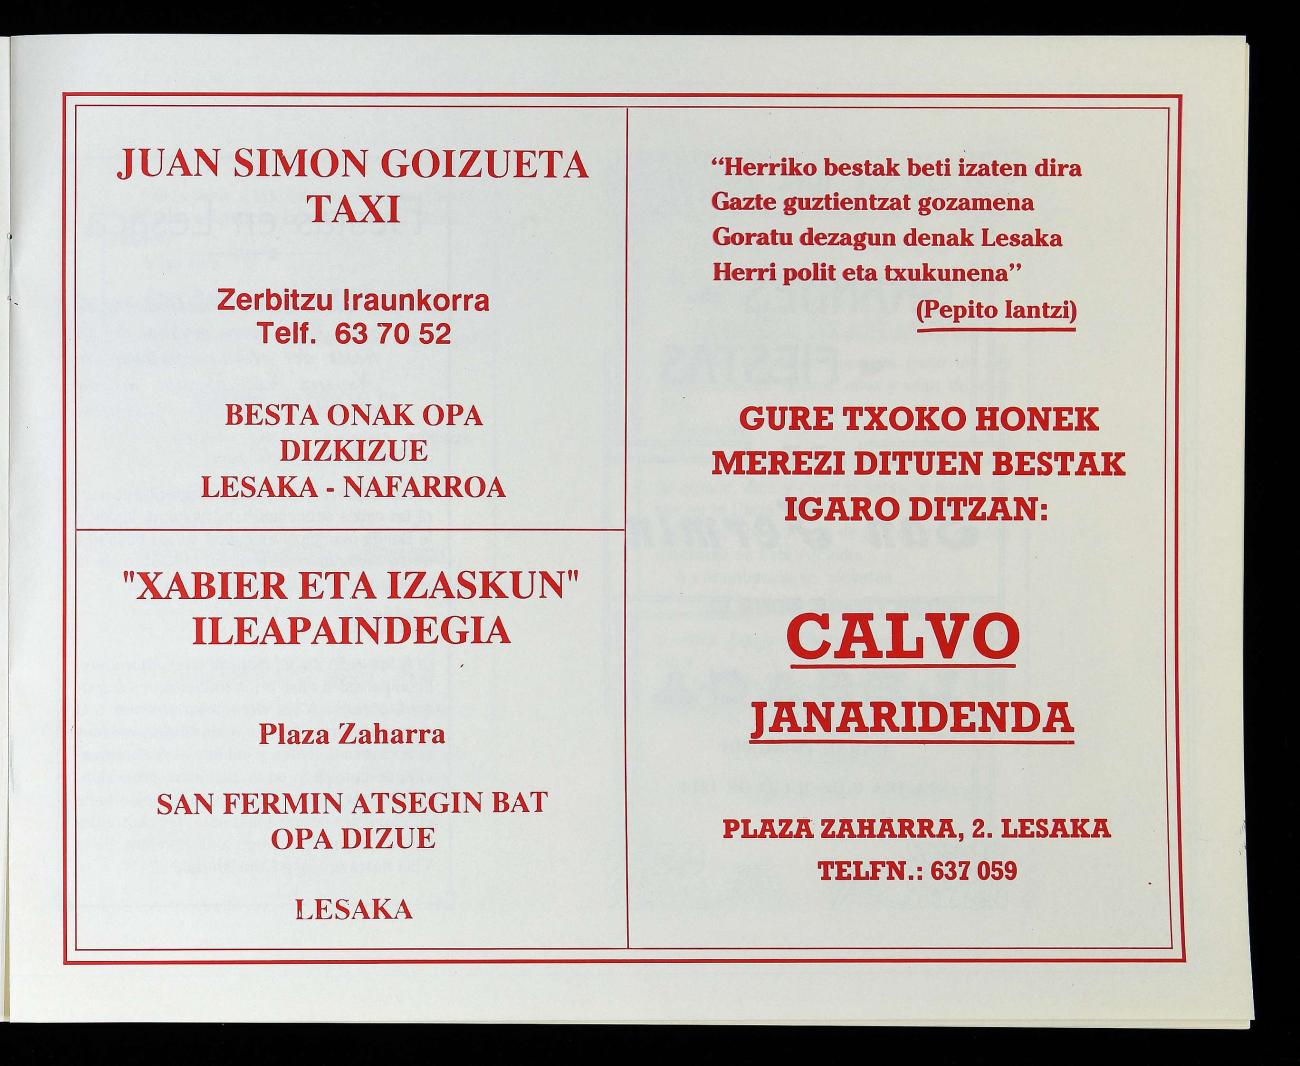 JUAN SIMON GOIZUETA
TAXI
Zerbitzu Iraunkorra
Telf. 63 70 52
BESTA ONAK OPA
DIZKIZUE
LESAKA - NAFARROA
"XABIER ETA IZASKUN"
ILEAPAINDEGIA
Plaza Zaharra
SAN FERMIN ATSEGIN BAT
OPA DIZUE
LESAKA
“Herriko bestak beti izaten dira
Gazte guztientzat gozamena
Goratu dezagun denak Lesaka
Herri polit eta txukunena”
(Pepito Iantzi)
GURE TXOKO HONEK
MEREZI DITUEN BESTAK
IGARO DITZAN:
CALVO
JANARIDENDA
PLAZA ZAHARRA, 2. LESAKA
TELFN.: 637 059